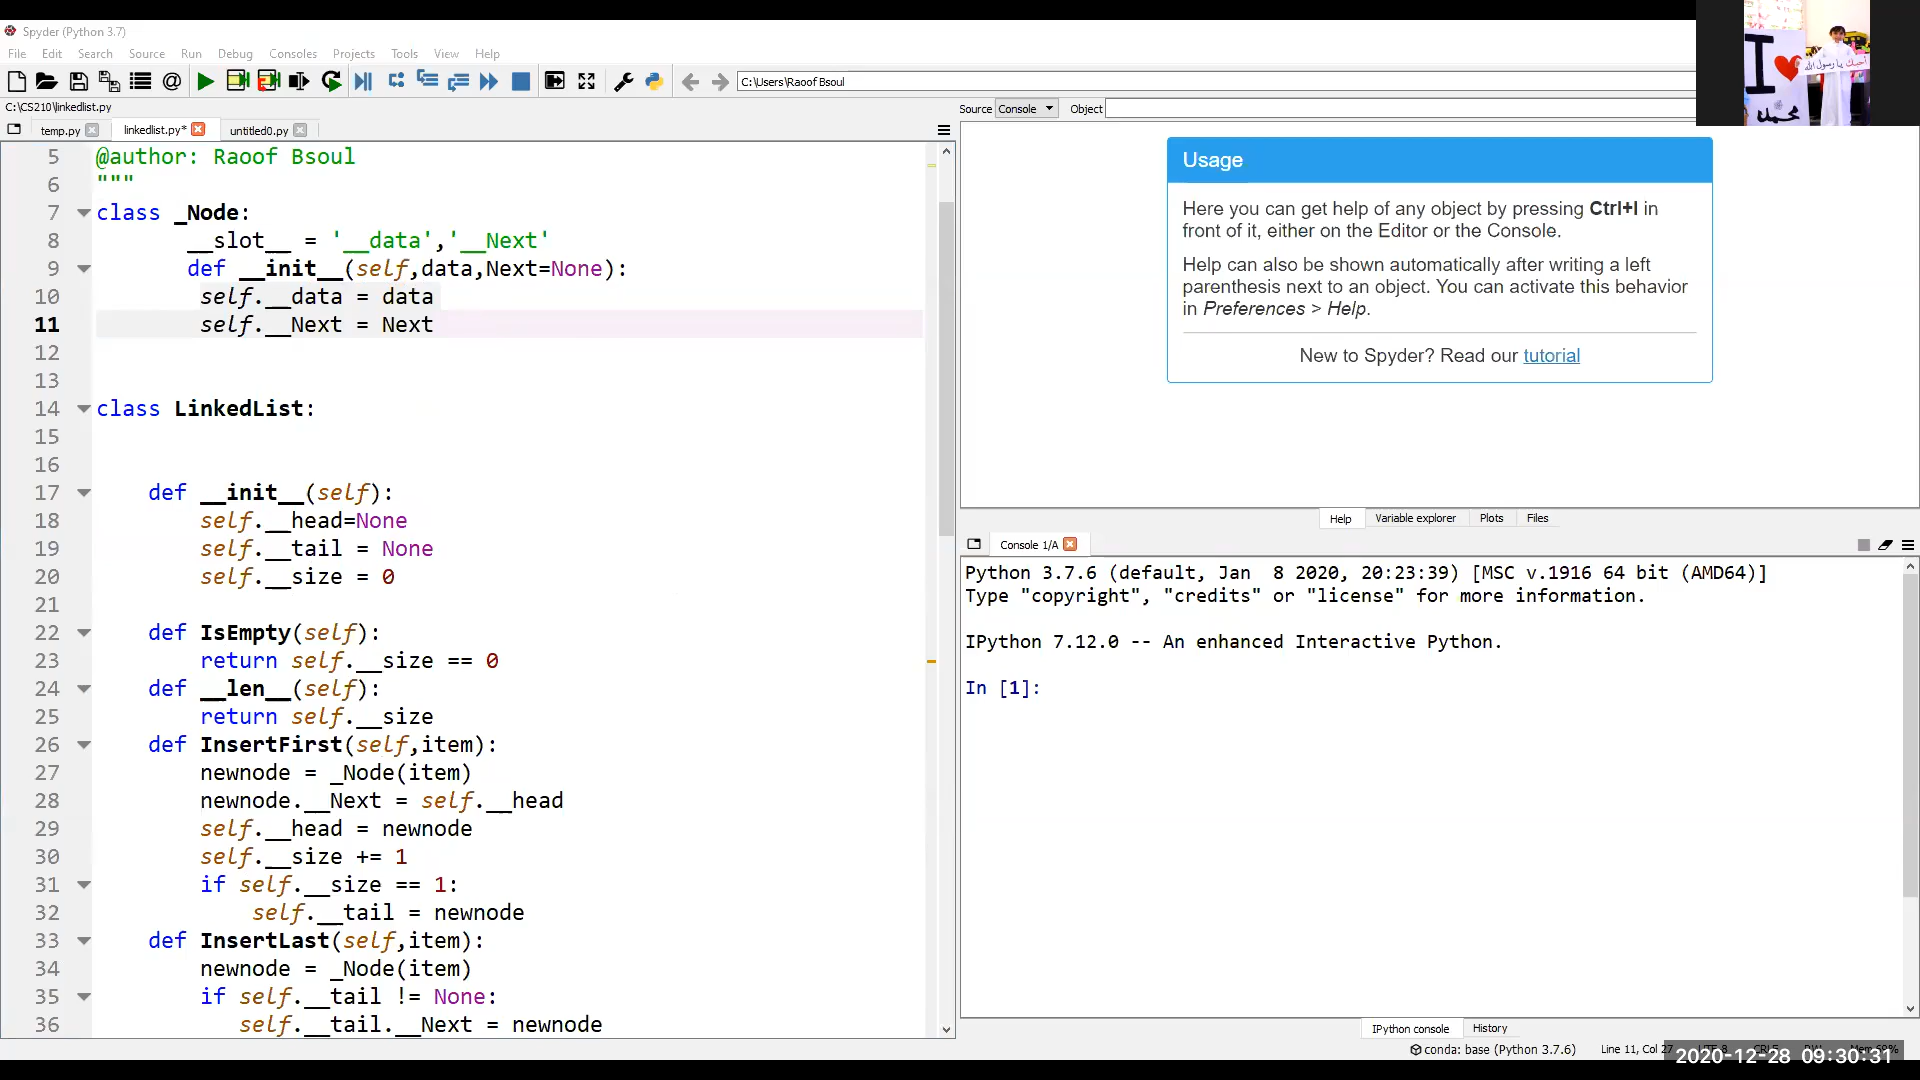 Spyder (Python 3.7)
File Edit Search Source Run Debug Consoles Projects Tools View Help
C:\Users\Raoof Bsoul
C:\CS210\linkedlist.py
temp.py
linkedlist.py*
untitled0.py
5 @author: Raoof Bsoul
6 """
7 class _Node:
8 __slot__ = '__data','__Next'
9 def __init__(self,data,Next=None):
10 self.__data = data
11 self.__Next = Next
12
13
14 class LinkedList:
15
16
17 def __init__(self):
18 self.__head=None
19 self.__tail = None
20 self.__size = 0
21
22 def IsEmpty(self):
23 return self.__size == 0
24 def __len__(self):
25 return self.__size
26 def InsertFirst(self,item):
27 newnode = _Node(item)
28 newnode.__Next = self.__head
29 self.__head = newnode
30 self.__size += 1
31 if self.__size == 1:
32 self.__tail = newnode
33 def InsertLast(self,item):
34 newnode = _Node(item)
35 if self.__tail != None:
36 self.__tail.__Next = newnode
Source Console Object
Usage
Here you can get help of any object by pressing Ctrl+I in
front of it, either on the Editor or the Console.
Help can also be shown automatically after writing a left
parenthesis next to an object. You can activate this behavior
in Preferences > Help.
New to Spyder? Read our tutorial
Help Variable explorer Plots Files
Console 1/A
Python 3.7.6 (default, Jan 8 2020, 20:23:39) [MSC v.1916 64 bit (AMD64)]
Type "copyright", "credits" or "license" for more information.
IPython 7.12.0 -- An enhanced Interactive Python.
In [1]:
IPython console History
conda: base (Python 3.7.6) Line 11, Col 27
2020-12-28 09:30:31
I
أحبك يا رسول الله
محمد